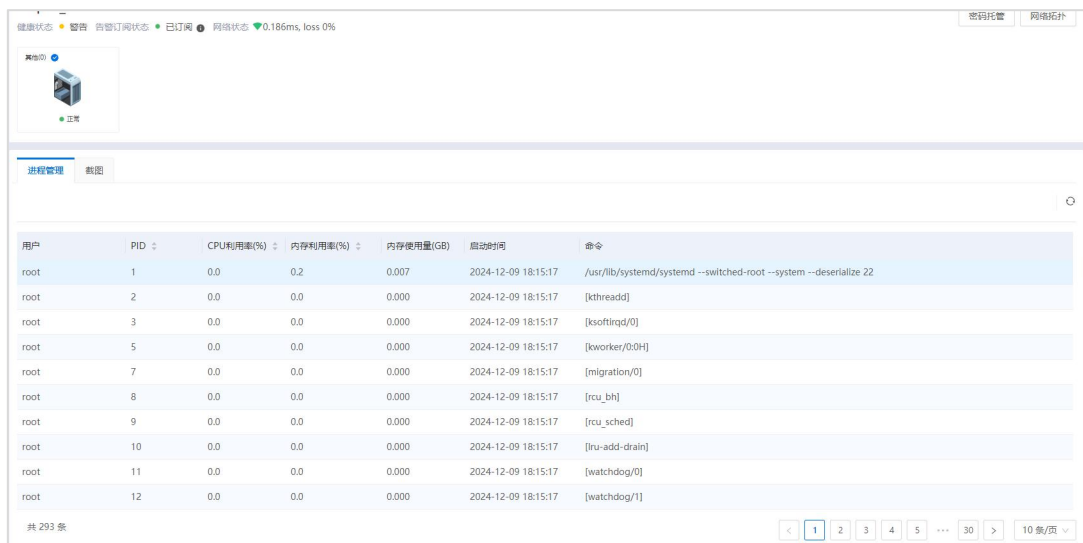 密码托管 网络拓扑
健康状态 警告 告警订阅状态 已订阅 网络状态 0.186ms, loss 0%
其他(0)
正常
进程管理 截图
用户 PID CPU利用率(%) 内存利用率(%) 内存使用量(GB) 启动时间 命令
root 1 0.0 0.2 0.007 2024-12-09 18:15:17 /usr/lib/systemd/systemd --switched-root --system --deserialize 22
root 2 0.0 0.0 0.000 2024-12-09 18:15:17 [kthreadd]
root 3 0.0 0.0 0.000 2024-12-09 18:15:17 [ksoftirqd/0]
root 5 0.0 0.0 0.000 2024-12-09 18:15:17 [kworker/0:0H]
root 7 0.0 0.0 0.000 2024-12-09 18:15:17 [migration/0]
root 8 0.0 0.0 0.000 2024-12-09 18:15:17 [rcu_bh]
root 9 0.0 0.0 0.000 2024-12-09 18:15:17 [rcu_sched]
root 10 0.0 0.0 0.000 2024-12-09 18:15:17 [lru-add-drain]
root 11 0.0 0.0 0.000 2024-12-09 18:15:17 [watchdog/0]
root 12 0.0 0.0 0.000 2024-12-09 18:15:17 [watchdog/1]
共 293 条 < 1 2 3 4 5 ••• 30 > 10 条/页